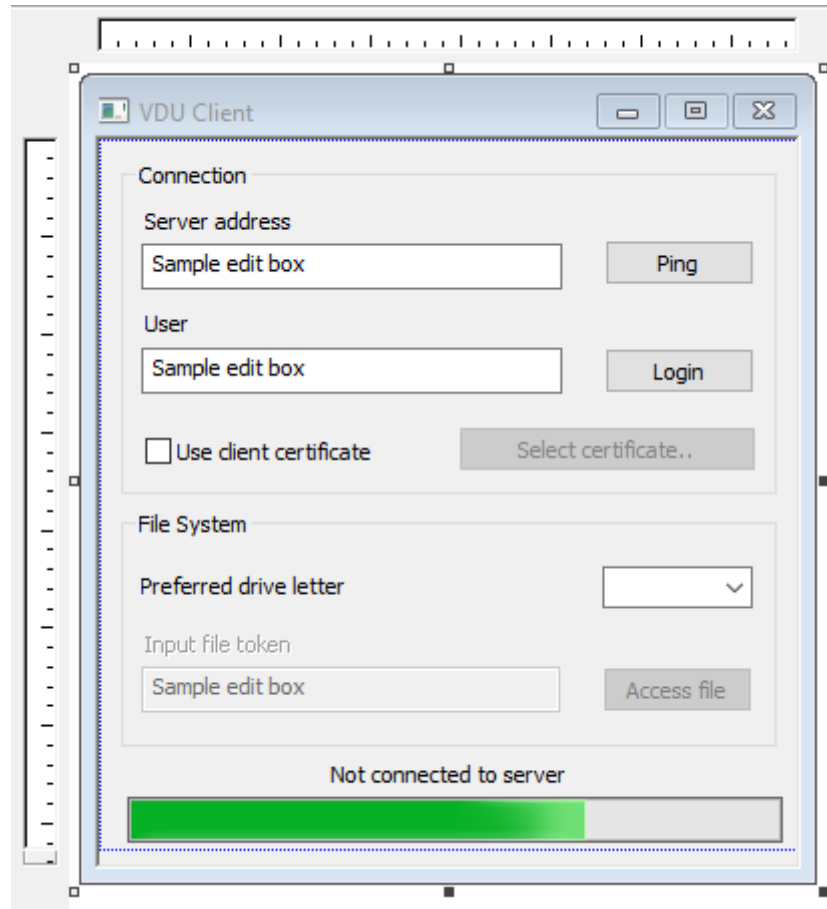 VDU Client
Connection
Server address
Sample edit box
Ping
User
Sample edit box
Login
Use client certificate
Select certificate..
File System
Preferred drive letter
Input file token
Sample edit box
Access file
Not connected to server